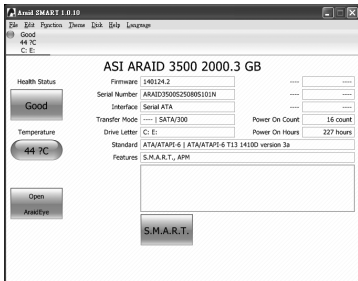 Araid SMART 1.0.10
File Edit Function Theme Disk Help Language
Good
44 ?C
C: E:
ASI ARAID 3500 2000.3 GB
Health Status
Good
Temperature
44 ?C
Open
AraidEye
Firmware 140124.2 ---- ----
Serial Number ARAID3500S25080S101N ---- ----
Interface Serial ATA ---- ----
Transfer Mode ---- | SATA/300 Power On Count 16 count
Drive Letter C: E: Power On Hours 227 hours
Standard ATA/ATAPI-6 | ATA/ATAPI-6 T13 1410D version 3a
Features S.M.A.R.T., APM
S.M.A.R.T.